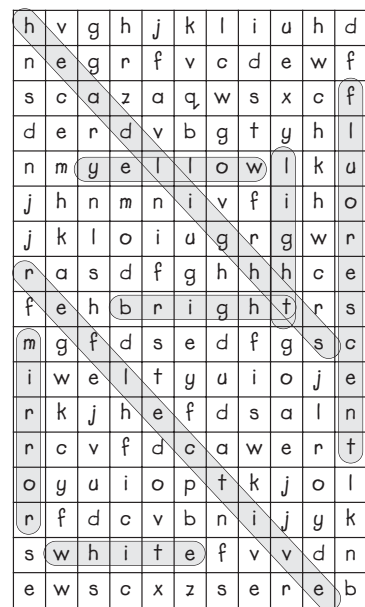 h v g h j k l i u h d
n e g r f v c d e w f
s c a z a q w s x c f
d e r d v b g t y h l
n m y e l l o w l k u
j h n m n i v f i h o
j k l o i u g r g w r
r a s d f g h h h c e
f e h b r i g h t r s
m g f d s e d f g s c
i w e l t y u i o j e
r k j h e f d s a l n
r c v f d c a w e r t
o y u i o p t k j o l
r f d c v b n i j y k
s w h i t e f v v d n
e w s c x z s e r e b